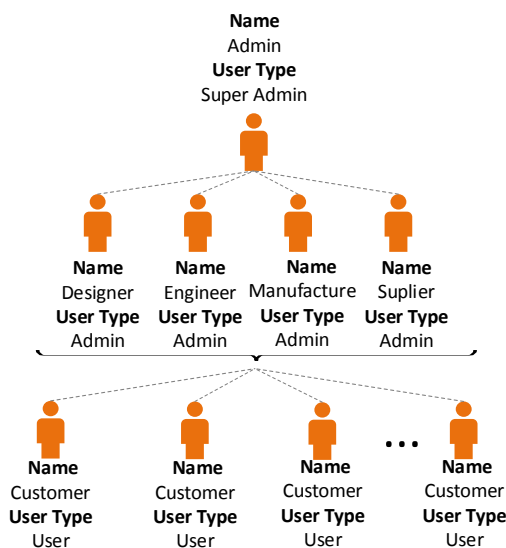 Name
Admin
User Type
Super Admin
Name Name Name Name
Designer Engineer Manufacture Suplier
User Type User Type User Type User Type
Admin Admin Admin Admin
...
Name Name Name Name
Customer Customer Customer Customer
User Type User Type User Type User Type
User User User User